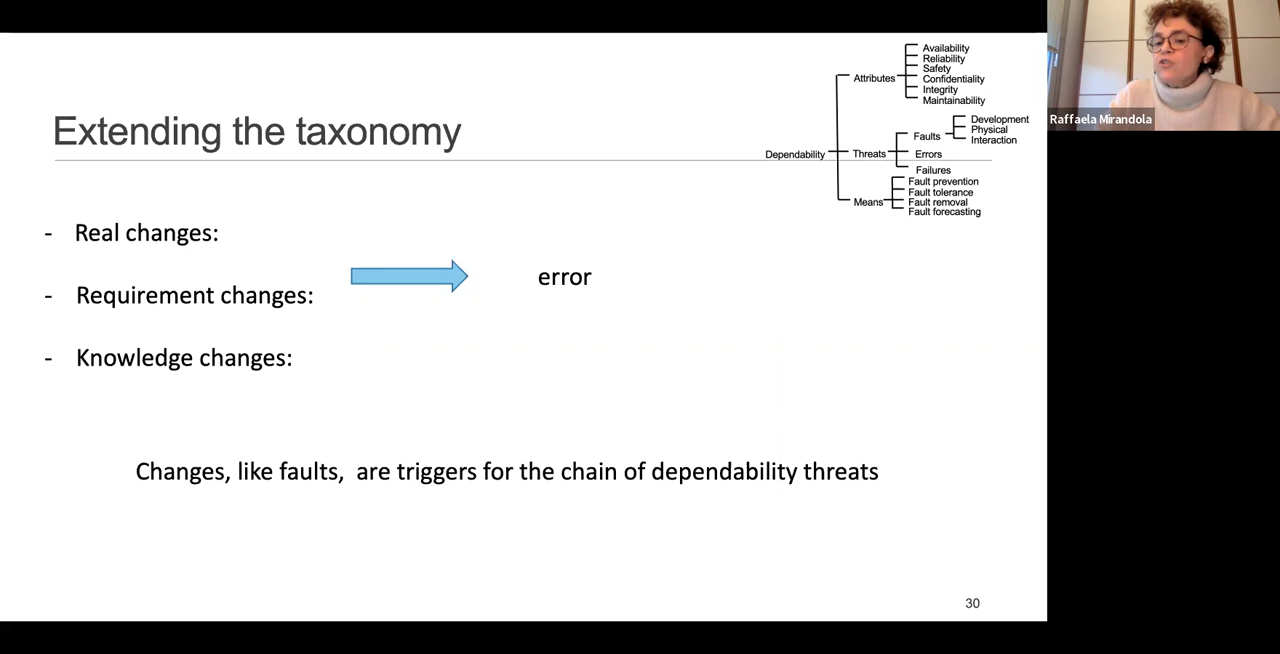 Extending the taxonomy
Dependability
Attributes
Availability
Reliability
Safety
Confidentiality
Integrity
Maintainability
Threats
Faults
Development
Physical
Interaction
Errors
Failures
Means
Fault prevention
Fault tolerance
Fault removal
Fault forecasting
- Real changes:
- Requirement changes:
error
- Knowledge changes:
Changes, like faults, are triggers for the chain of dependability threats
30
Raffaela Mirandola